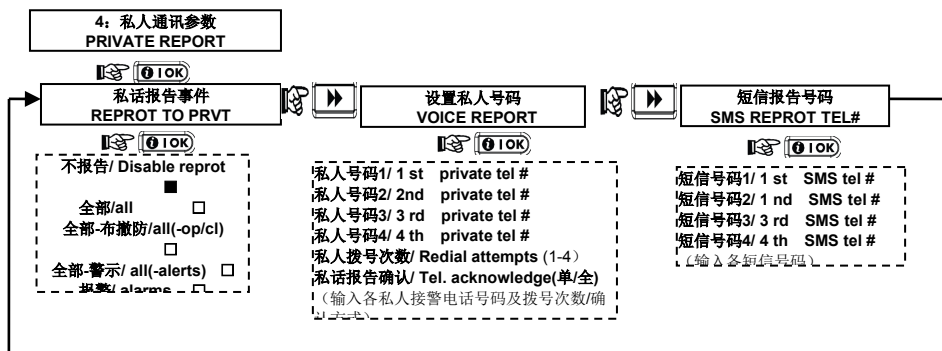 4：私人通讯参数
PRIVATE REPORT
i I OK
私话报告事件
REPROT TO PRVT
i I OK
不报告/ Disable reprot
全部/all
全部-布撤防/all(-op/cl)
全部-警示/ all(-alerts)
报警/ alarms
设置私人号码
VOICE REPORT
i I OK
私人号码1/ 1 st private tel #
私人号码2/ 2nd private tel #
私人号码3/ 3 rd private tel #
私人号码4/ 4 th private tel #
私人拨号次数/ Redial attempts (1-4)
私话报告确认/ Tel. acknowledge(单/全)
（输入各私人接警电话号码及拨号次数/确
认方式）
短信报告号码
SMS REPROT TEL#
i I OK
短信号码1/ 1 st SMS tel #
短信号码2/ 1 nd SMS tel #
短信号码3/ 3 rd SMS tel #
短信号码4/ 4 th SMS tel #
（输入各短信号码）